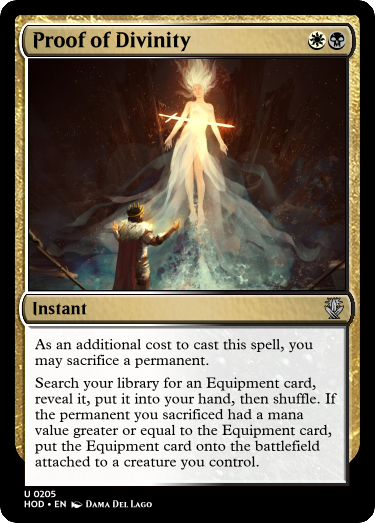 Proof of Divinity
Instant
As an additional cost to cast this spell, you
may sacrifice a permanent.
Search your library for an Equipment card,
reveal it, put it into your hand, then shuffle. If
the permanent you sacrificed had a mana
value greater or equal to the Equipment card,
put the Equipment card onto the battlefield
attached to a creature you control.
U 0205
HOD • EN Dama Del Lago